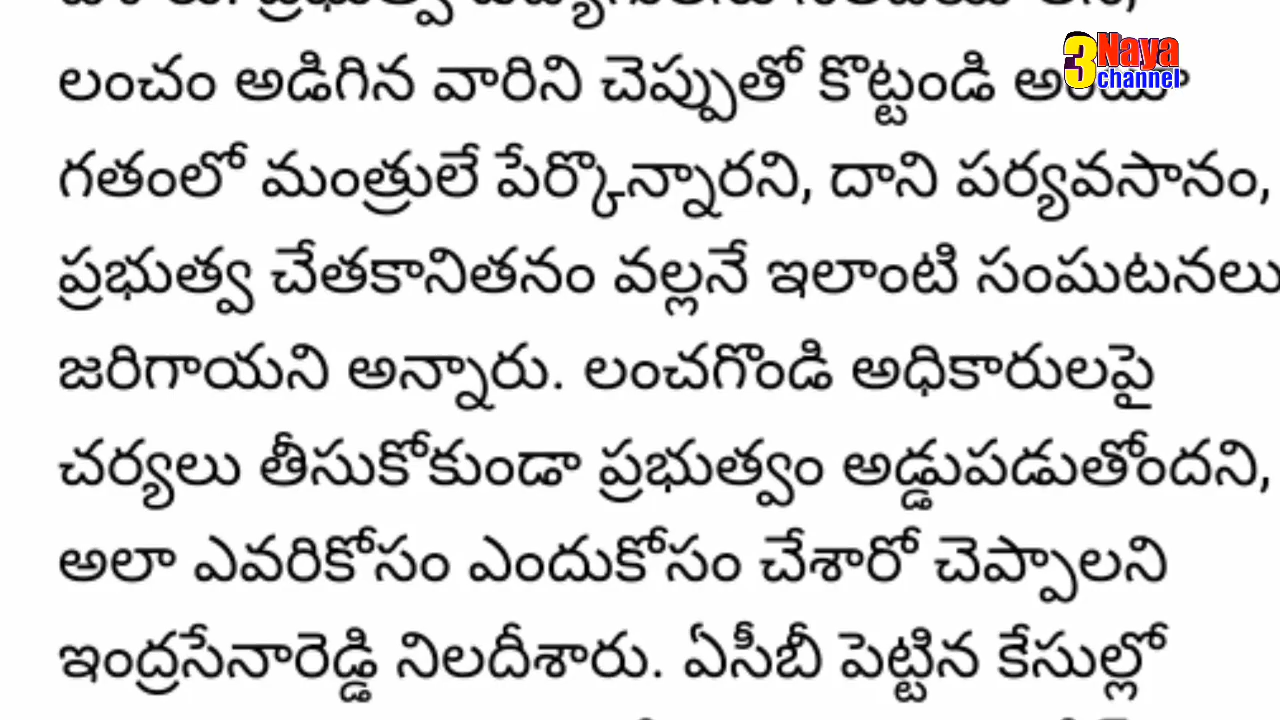 లంచం అడిగిన వారిని చెప్పుతో కొట్టండి
3 Naya channel
గతంలో మంత్రులే పేర్కొన్నారని, దాని పర్యవసానం,
ప్రభుత్వ చేతకానితనం వల్లనే ఇలాంటి సంఘటనలు
జరిగాయని అన్నారు. లంచగొండి అధికారులపై
చర్యలు తీసుకోకుండా ప్రభుత్వం అడ్డుపడుతోందని,
అలా ఎవరికోసం ఎందుకోసం చేశారో చెప్పాలని
ఇంద్రసేనారెడ్డి నిలదీశారు. ఏసీబీ పెట్టిన కేసుల్లో